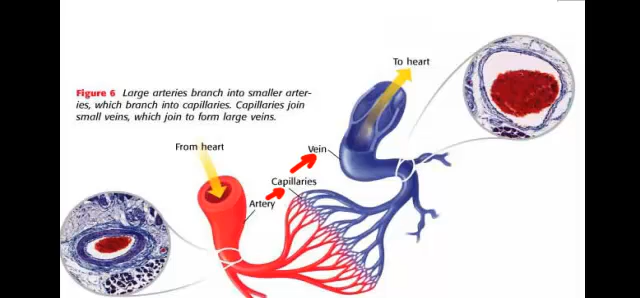 To heart
Figure 6 Large arteries branch into smaller arter-
ies, which branch into capillaries. Capillaries join
small veins, which join to form large veins.
From heart
Vein
Capillaries
Artery